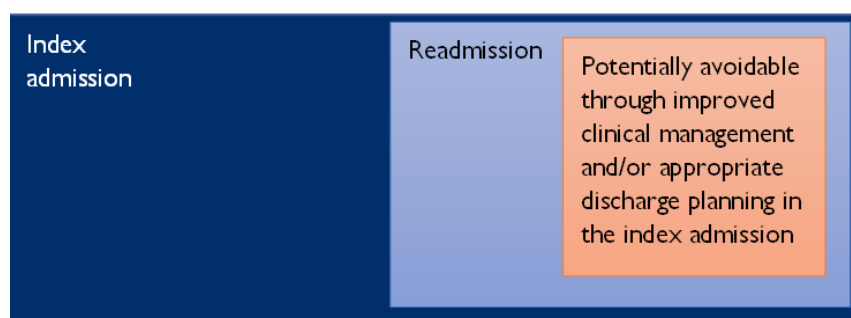 Index
admission
Readmission
Potentially avoidable
through improved
clinical management
and/or appropriate
discharge planning in
the index admission